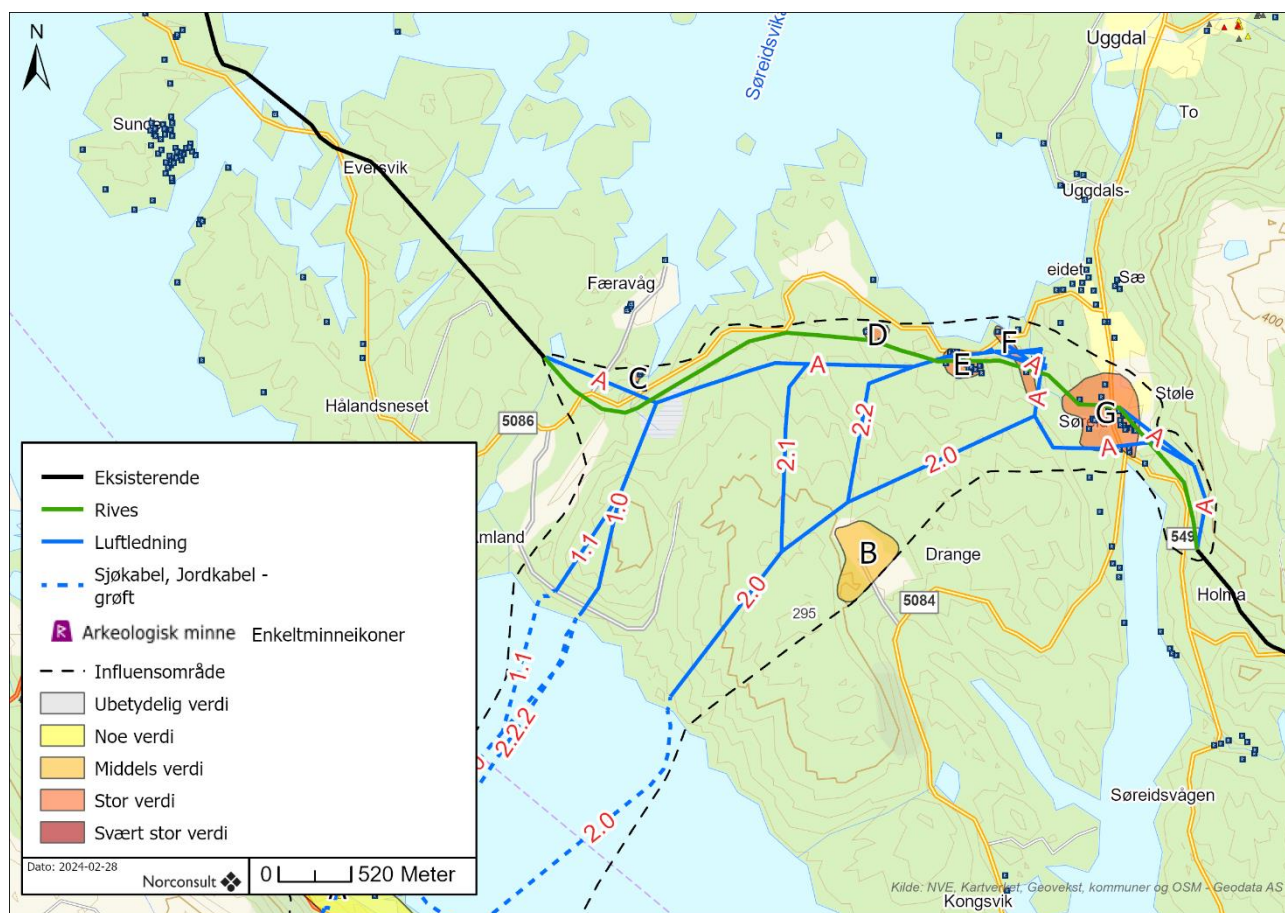 N
Søreidsvika
Uggdal
To
Sund
Eversvik
Uggdals-
eidet
Sæ
Færavåg
D
E
F
A
C
A
A
A
Støle
Hålandsneset
G
5086
2.1
2.2
2.0
A
A
A
1.1
1.0
B
Drange
549
mland
5084
Holma
2.0
295
1.1
2.2.2.2
2.0
Søreidsvågen
Kongsvik
Eksisterende
Rives
Luftledning
Sjøkabel, Jordkabel -
grøft
R Arkeologisk minne Enkeltminneikoner
Influensområde
Ubetydelig verdi
Noe verdi
Middels verdi
Stor verdi
Svært stor verdi
Dato: 2024-02-28
Norconsult
0 520 Meter
Kilde: NVE, Kartverket, Geovekst, kommuner og OSM - Geodata AS